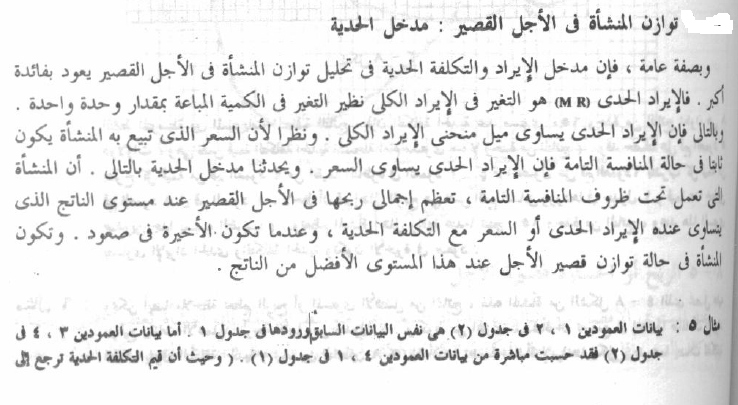 توازن المنشأة فى الأجل القصير : مدخل الحدية
وبصفة عامة ، فإن مدخل الإيراد والتكلفة الحدية فى تحليل توازن المنشأة فى الأجل القصير يعود بفائدة
أكبر . فالإيراد الحدى (MR) هو التغير فى الإيراد الكلى نظير التغير فى الكمية المباعة بمقدار وحدة واحدة .
وبالتالى فإن الإيراد الحدى يساوى ميل منحنى الإيراد الكلى . ونظرا لأن السعر الذى تبيع به المنشأة يكون
ثابتا فى حالة المنافسة التامة فإن الإيراد الحدى يساوى السعر . ويحدثنا مدخل الحدية بالتالى . أن المنشأة
التى تعمل تحت ظروف المنافسة التامة ، تعظم إجمالى ربحها فى الأجل القصير عند مستوى الناتج الذى
يتساوى عنده الإيراد الحدى أو السعر مع التكلفة الحدية ، وعندما تكون الأخيرة فى صعود . وتكون
المنشأة فى حالة توازن قصير الأجل عند هذا المستوى الأفضل من الناتج .
مثال ٥ : بيانات العمودين ١ ، ٢ فى جدول (٢) هى نفس البيانات السابق ورودها فى جدول ١ . أما بيانات العمودين ٣ ، ٤ فى
جدول (٢) فقد حسبت مباشرة من بيانات العمودين ٤ ، ١ فى جدول (١) . ( وحيث أن قيم التكلفة الحدية ترجع إلى